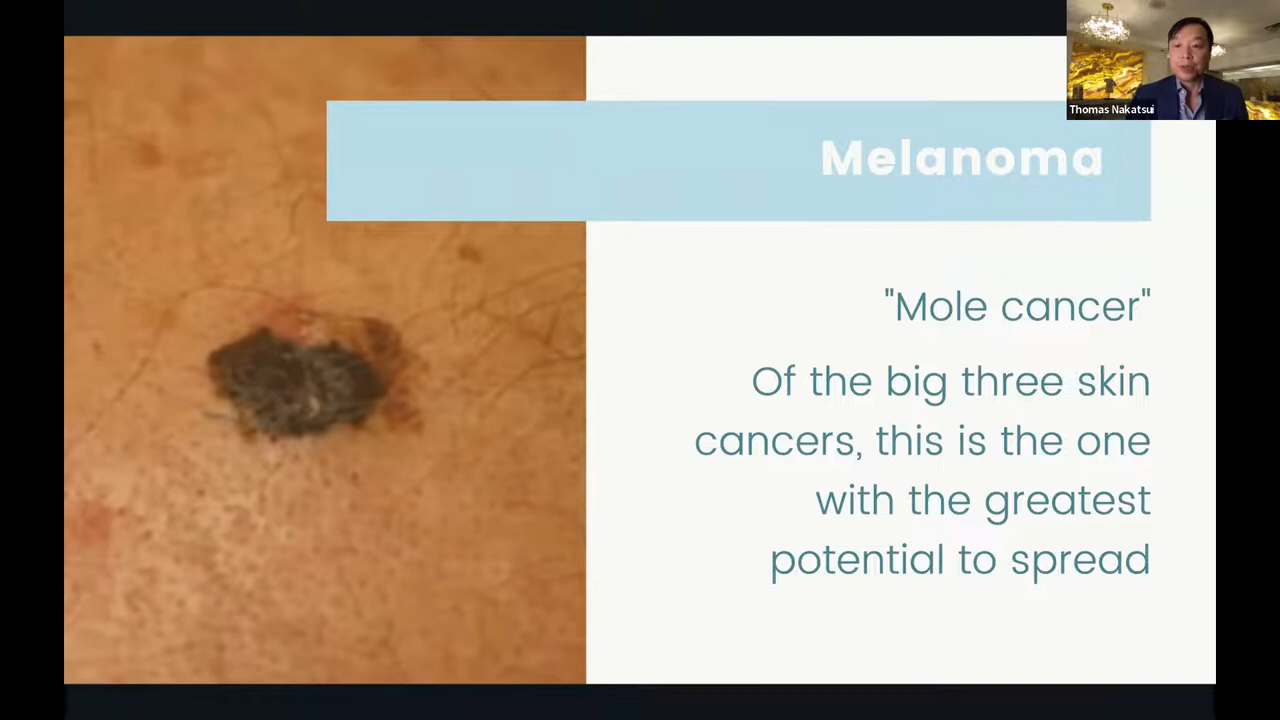 Thomas Nakatsui
Melanoma
"Mole cancer"
Of the big three skin
cancers, this is the one
with the greatest
potential to spread